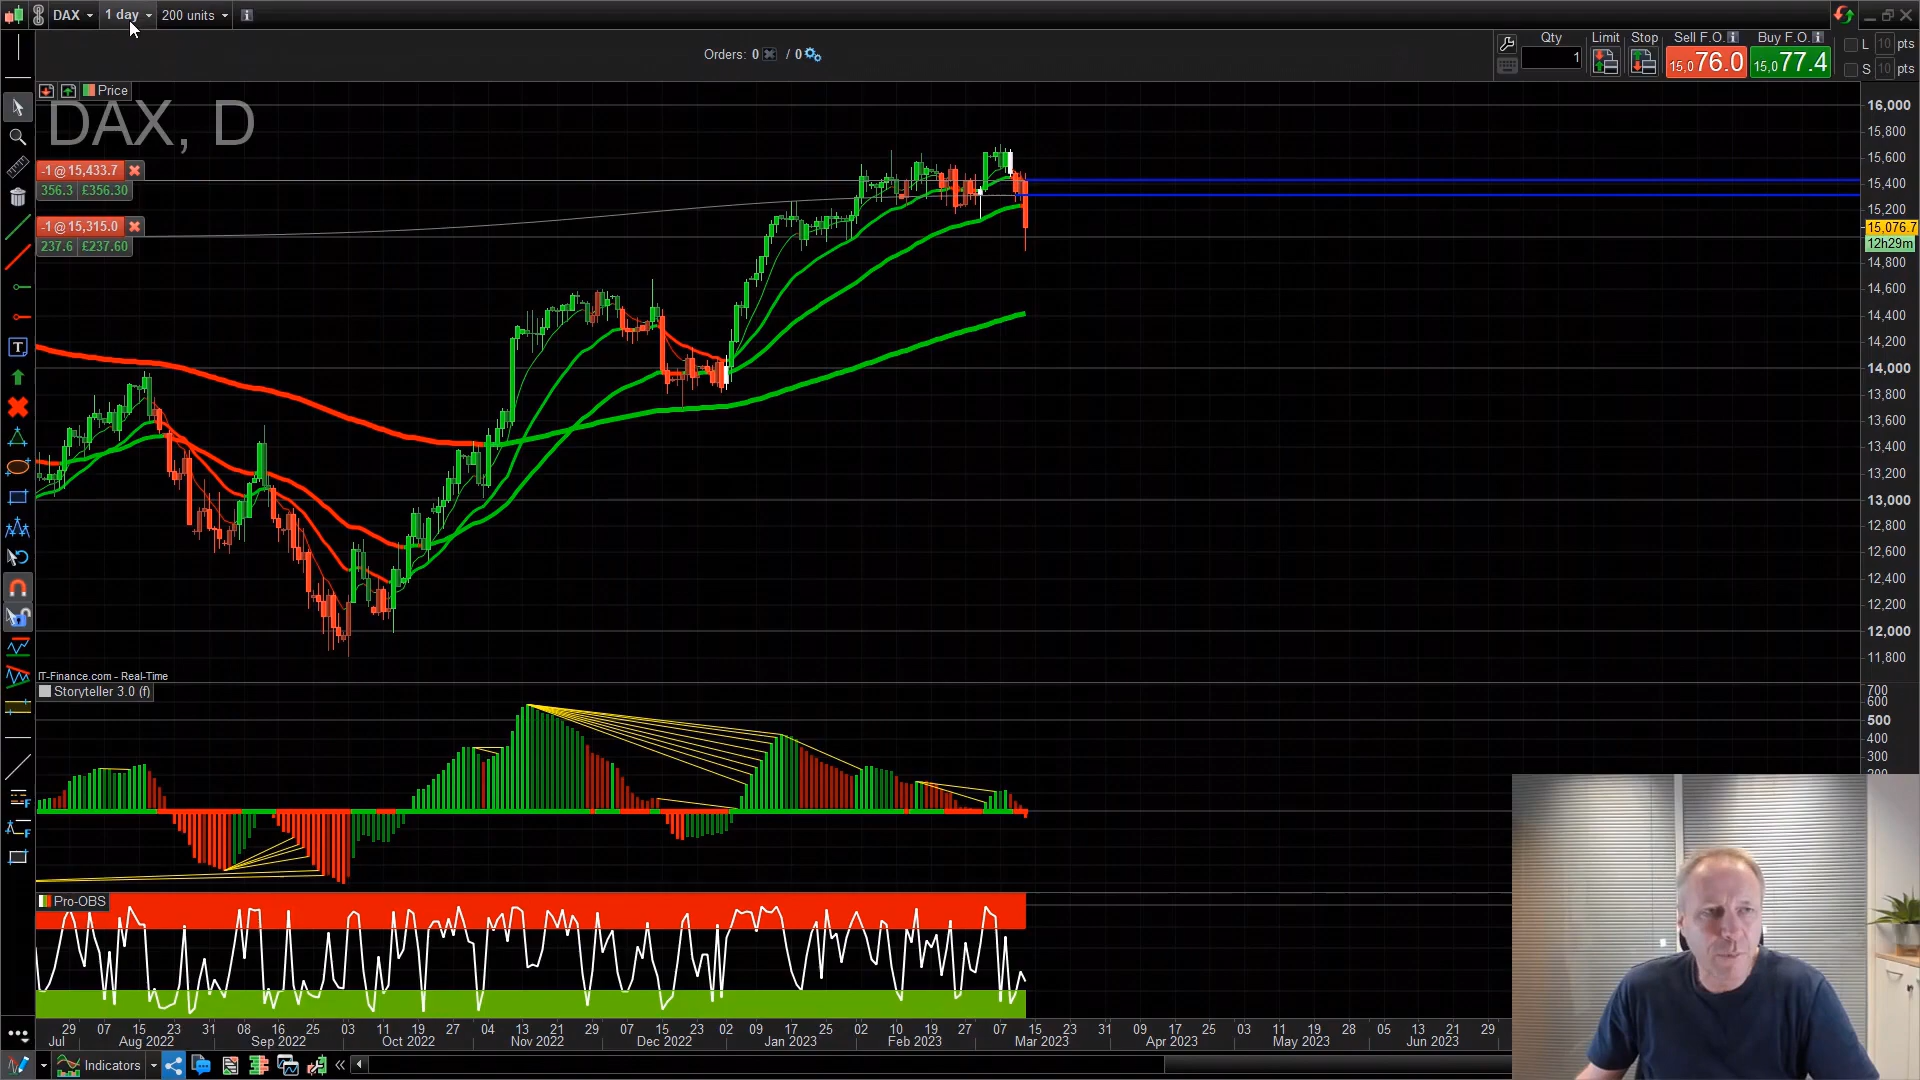 DAX 1 day 200 units
Orders: 0 / 0
Qty Limit Stop Sell F.O. Buy F.O. L 10 pts
1 15,076.0 15,077.4 S 10 pts
Price
DAX, D
-1@15,433.7
356.3 £356.30
-1@15,315.0
237.6 £237.60
16,000
15,800
15,600
15,400
15,200
15,076.7
12h29m
14,800
14,600
14,400
14,200
14,000
13,800
13,600
13,400
13,200
13,000
12,800
12,600
12,400
12,200
12,000
11,800
IT-Finance.com - Real-Time
Storyteller 3.0 (f)
700
600
500
400
300
200
Pro-OBS
29 07 15 23 31 08 16 25 03 11 19 27 04 13 21 29 07 15 23 02 09 17 25 02 10 19 27 07 15 23 31 09 17 25 03 11 19 28 05 13 21 29
Jul Aug 2022 Sep 2022 Oct 2022 Nov 2022 Dec 2022 Jan 2023 Feb 2023 Mar 2023 Apr 2023 May 2023 Jun 2023
Indicators